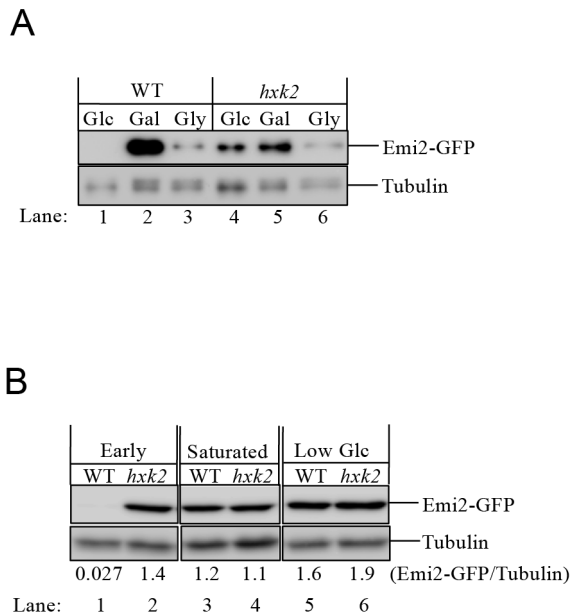 A
WT hxk2
Glc Gal Gly Glc Gal Gly
Emi2-GFP
Tubulin
Lane: 1 2 3 4 5 6
B
Early Saturated Low Glc
WT hxk2 WT hxk2 WT hxk2
Emi2-GFP
Tubulin
0.027 1.4 1.2 1.1 1.6 1.9 (Emi2-GFP/Tubulin)
Lane: 1 2 3 4 5 6